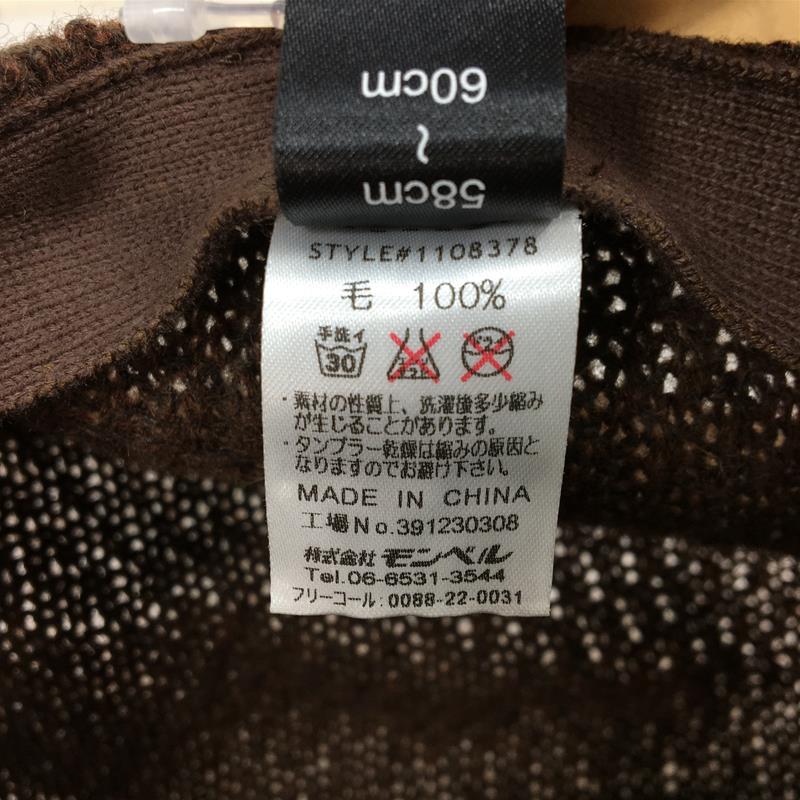 58cm
~
60cm
STYLE#1108378
毛 100%
手洗イ
30
・素材の性質上、洗濯後多少縮み
が生じることがあります。
・タンブラー乾燥は縮みの原因と
なりますのでお避け下さい。
MADE IN CHINA
工場No.391230308
株式会社 モンベル
Tel.06-6531-3544
フリーコール:0088-22-0031